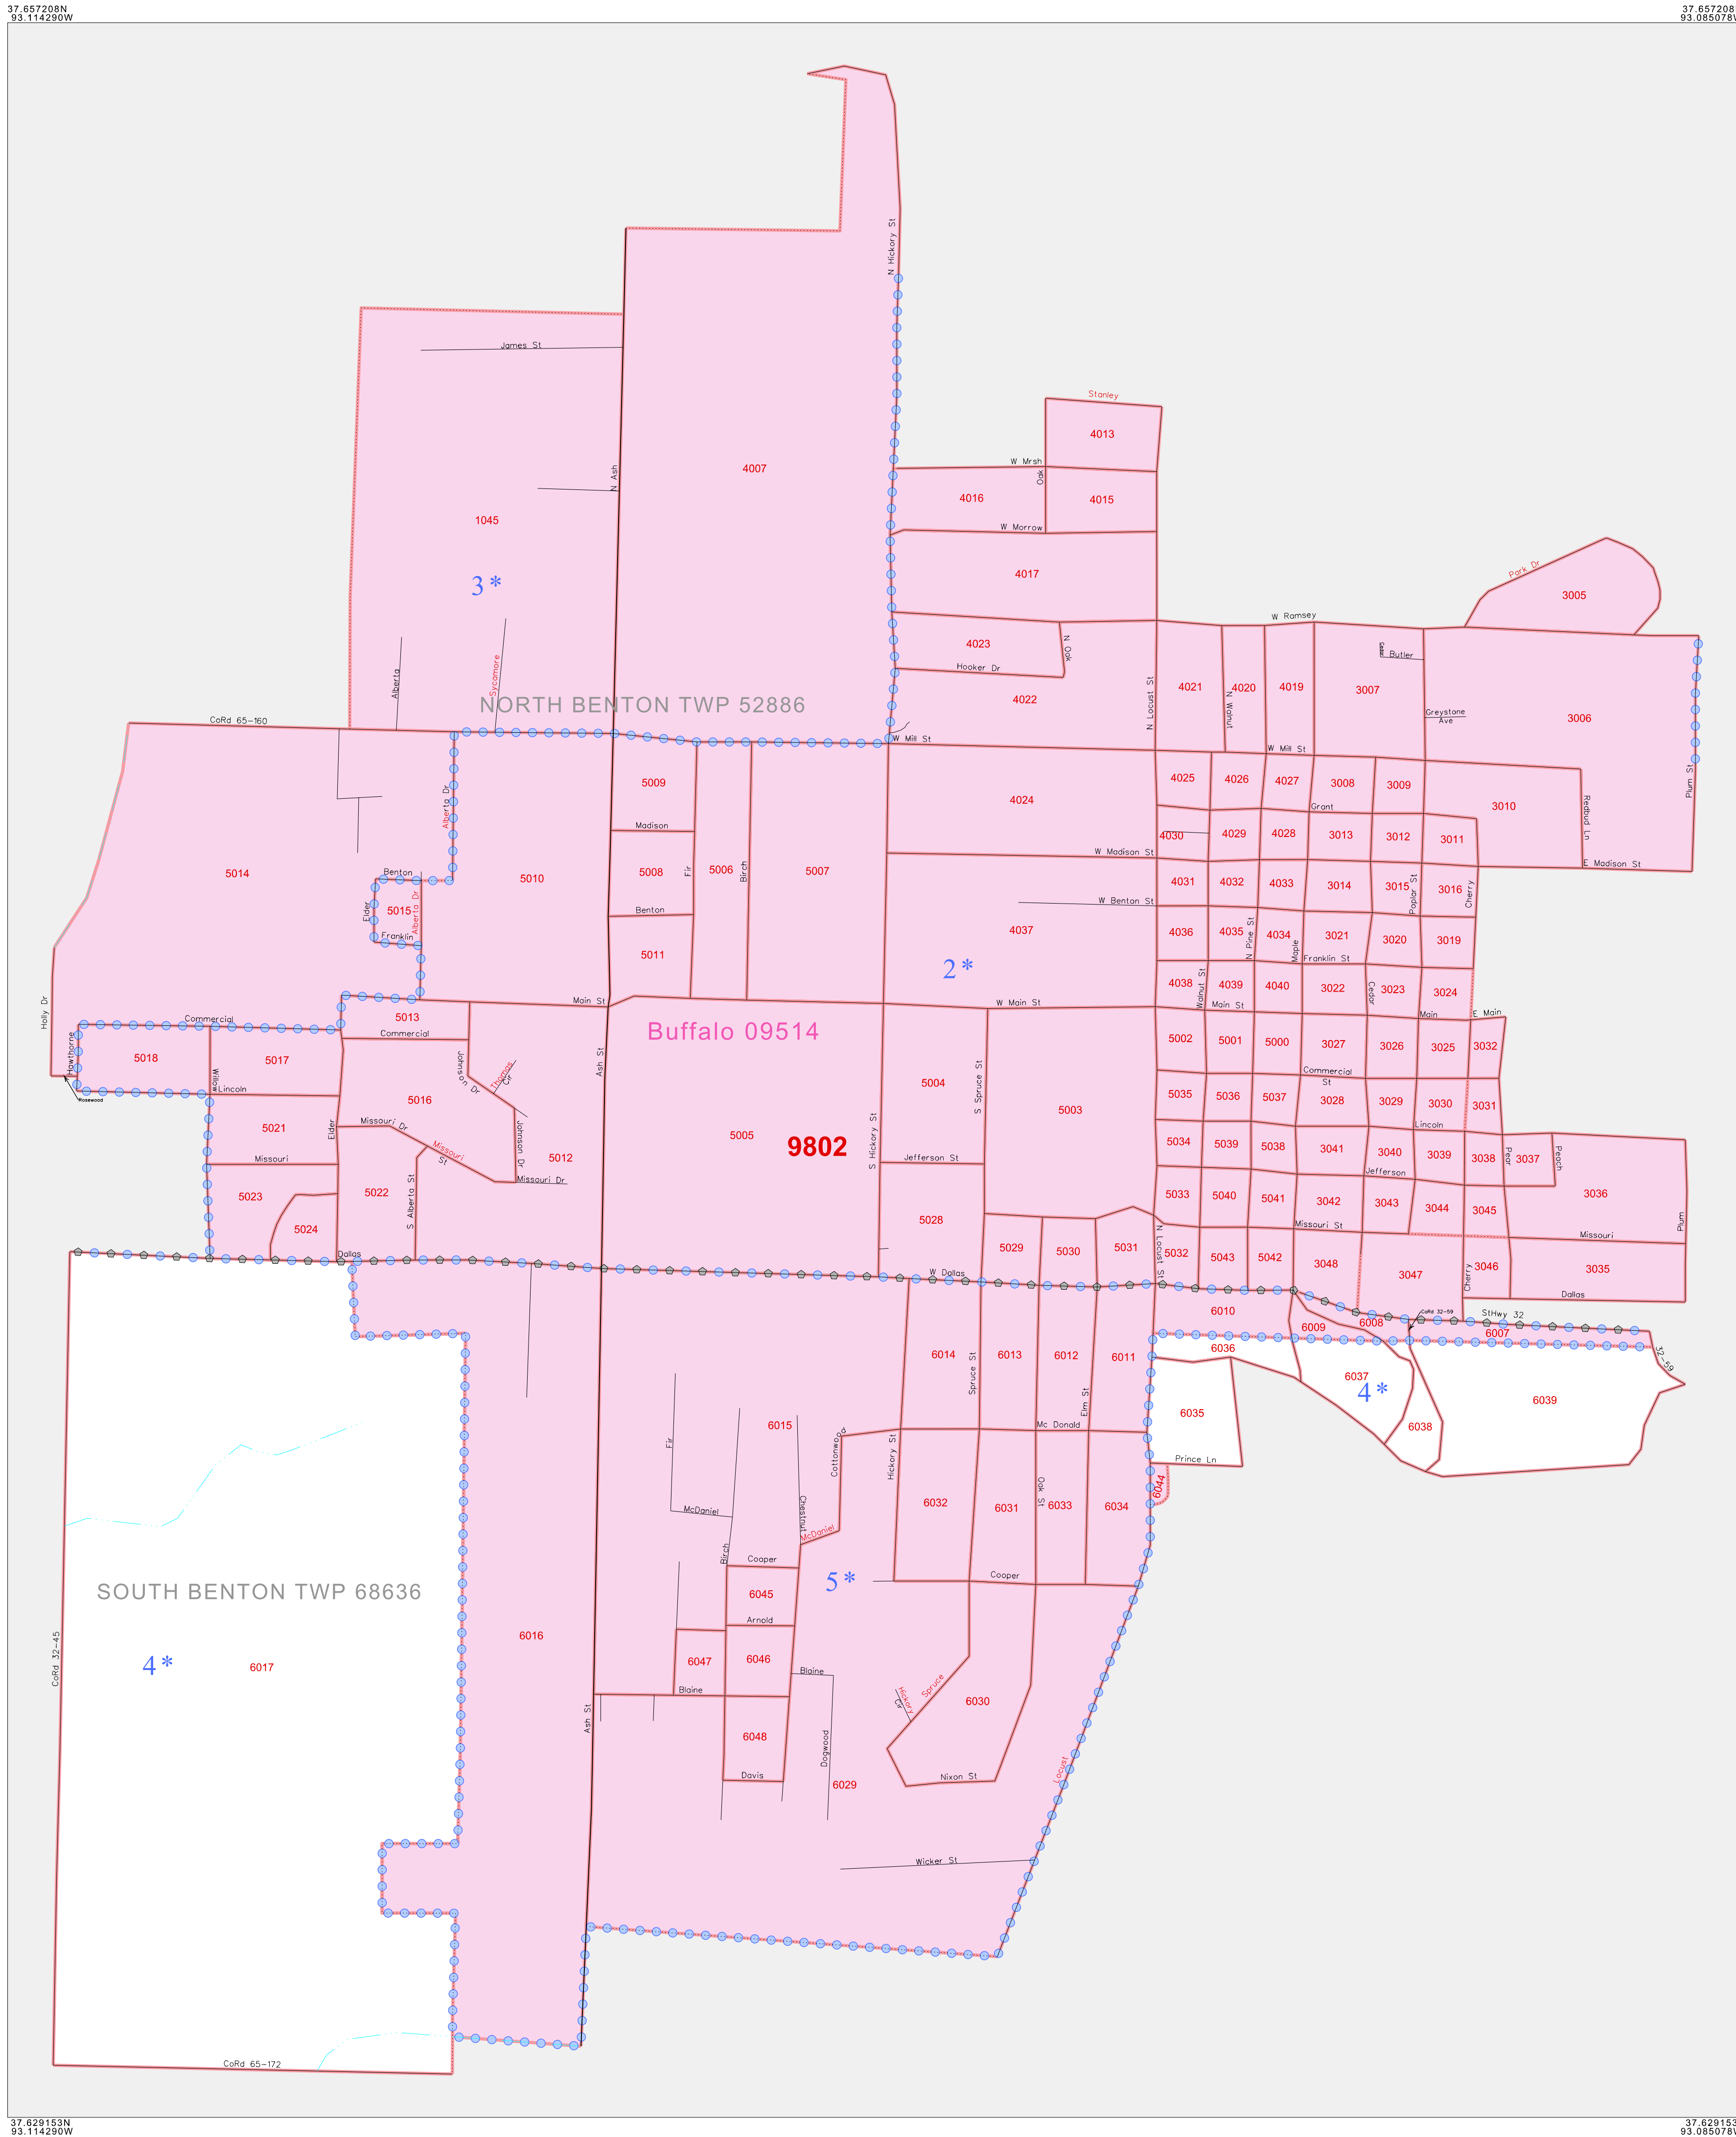 37.657208N
93.114290W
37.657208
93.085078W
N Hickory St
James St
Stanley
4013
W Mrsh
Oak
4007
N Ash
4016
4015
1045
W Morrow
3*
4017
Park Dr
3005
W Ramsey
4023
N Oak
Hooker Dr
Cedar
Butler
Alberta
Sycamore
NORTH BENTON TWP 52886
4022
N Locust St
4021
4020
4019
3007
N Walnut
Greystone
Ave
3006
CoRd 65-160
W Mill St
W Mill St
Plum St
5009
4025
4026
4027
3008
3009
Alberta Dr
4024
Grant
3010
Redbud Ln
Madison
4030
4029
4028
3013
3012
3011
W Madison St
E Madison St
5014
Benton
5010
5008
Fir
5006
Birch
5007
4031
4032
4033
3014
3015
Poplar St
3016
Cherry
Elder
5015
Alberta Dr
Benton
W Benton St
Franklin
4037
4036
4035
N Pine St
4034
Maple
3021
3020
3019
5011
Franklin St
2*
4038
Walnut St
4039
4040
3022
Cedar
3023
3024
Holly Dr
Main St
W Main St
Main St
Main
E Main
Commercial
5013
Commercial
Buffalo 09514
5002
5001
5000
3027
3026
3025
3032
Hawthorne
5018
5017
Johnson Dr
Thomas
Cir
Ash St
S Spruce St
Commercial
St
Willow
Lincoln
Rosewood
5016
5004
5003
5035
5036
5037
3028
3029
3030
3031
5021
Elder
Missouri Dr
Missouri
St
Johnson Dr
5005
9802
S Hickory St
Lincoln
Missouri
5012
Jefferson St
5034
5039
5038
3041
3040
3039
3038
Pear
3037
Peach
Missouri Dr
Jefferson
5023
5022
S Alberta St
5033
5040
5041
3042
3043
3044
3045
3036
Plum
5024
5028
Missouri St
Missouri
Dallas
5029
5030
5031
N Locust St
5032
5043
5042
3048
3047
Cherry
3046
3035
W Dallas
Dallas
6010
CoRd 32-59
StHwy 32
6009
6008
6007
6014
Spruce St
6013
6012
6011
6036
32-59
6037
4*
6039
Elm St
6015
Mc Donald
6035
6038
Fir
Cottonwood
Hickory St
Prince Ln
McDaniel
Chestnut
McDaniel
6032
6031
Oak St
6033
6034
6044
Birch
Cooper
5*
Cooper
SOUTH BENTON TWP 68636
6045
Arnold
CoRd 32-45
6016
4*
6017
6047
6046
Blaine
Hickory
Cir
Spruce
6030
Blaine
Ash St
6048
Dogwood
Locust
Davis
6029
Nixon St
Wicker St
CoRd 65-172
37.629153N
93.114290W
37.629153
93.085078W